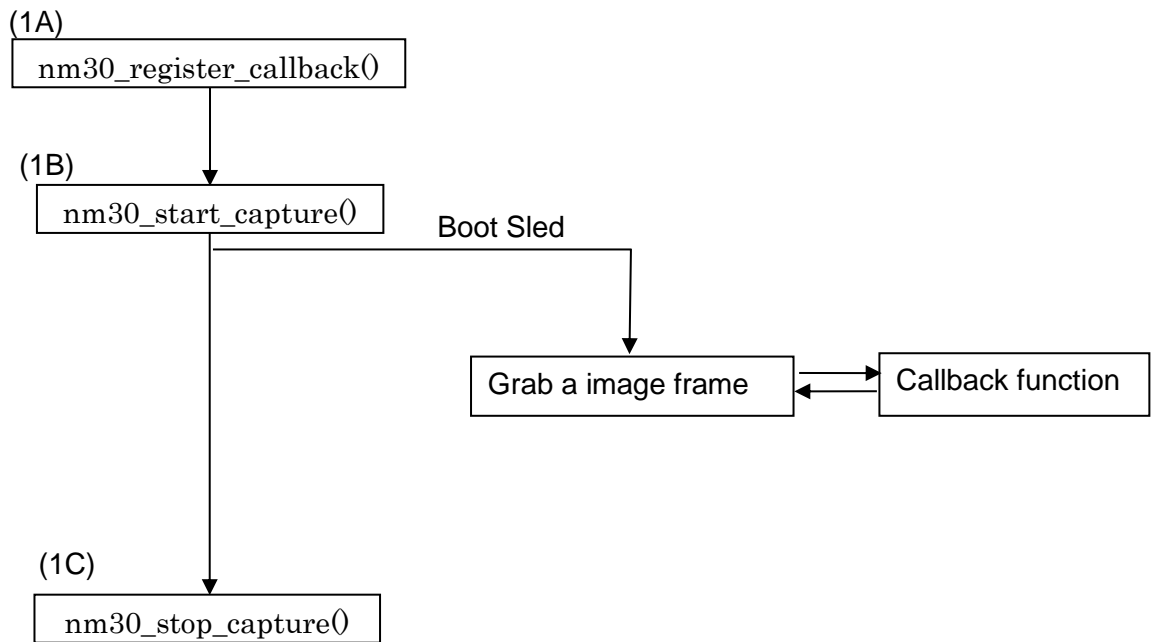 (1A)
nm30_register_callback()
(1B)
nm30_start_capture()
Boot Sled
Grab a image frame
Callback function
(1C)
nm30_stop_capture()